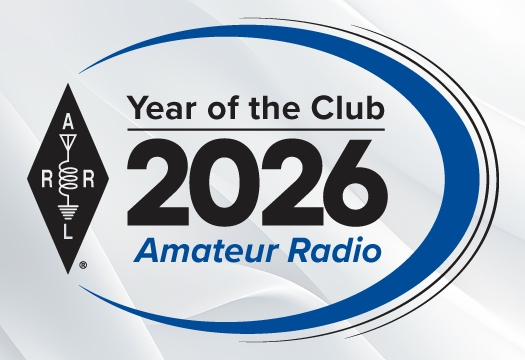 A
R R
L
®
Year of the Club
2026
Amateur Radio